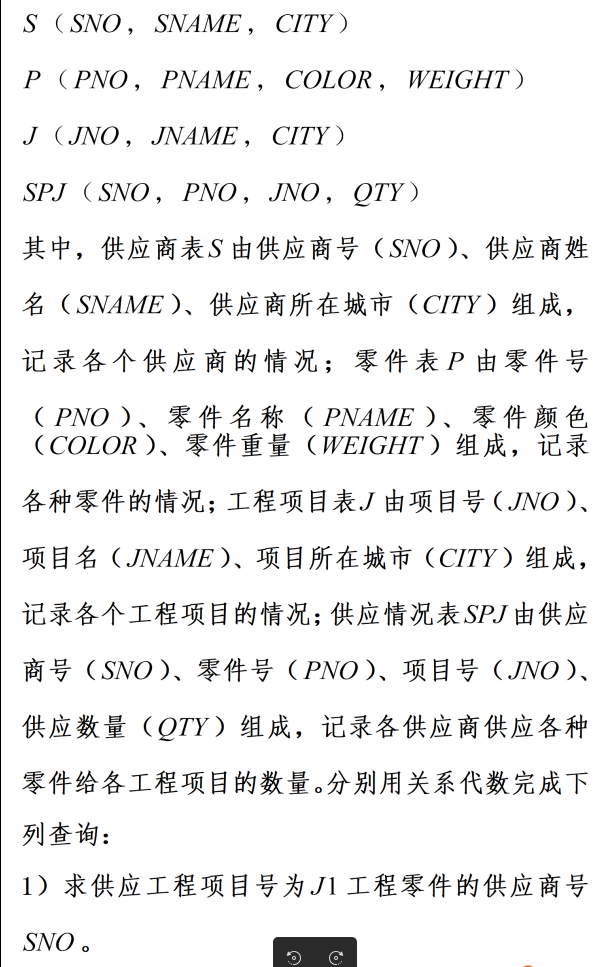 S（SNO，SNAME，CITY）
P（PNO，PNAME，COLOR，WEIGHT）
J（JNO，JNAME，CITY）
SPJ（SNO，PNO，JNO，QTY）
其中，供应商表S由供应商号（SNO）、供应商姓
名（SNAME）、供应商所在城市（CITY）组成，
记录各个供应商的情况；零件表P由零件号
（PNO）、零件名称（PNAME）、零件颜色
（COLOR）、零件重量（WEIGHT）组成，记录
各种零件的情况；工程项目表J由项目号（JNO）、
项目名（JNAME）、项目所在城市（CITY）组成，
记录各个工程项目的情况；供应情况表SPJ由供应
商号（SNO）、零件号（PNO）、项目号（JNO）、
供应数量（QTY）组成，记录各供应商供应各种
零件给各工程项目的数量。分别用关系代数完成下
列查询：
1）求供应工程项目号为J1工程零件的供应商号
SNO。